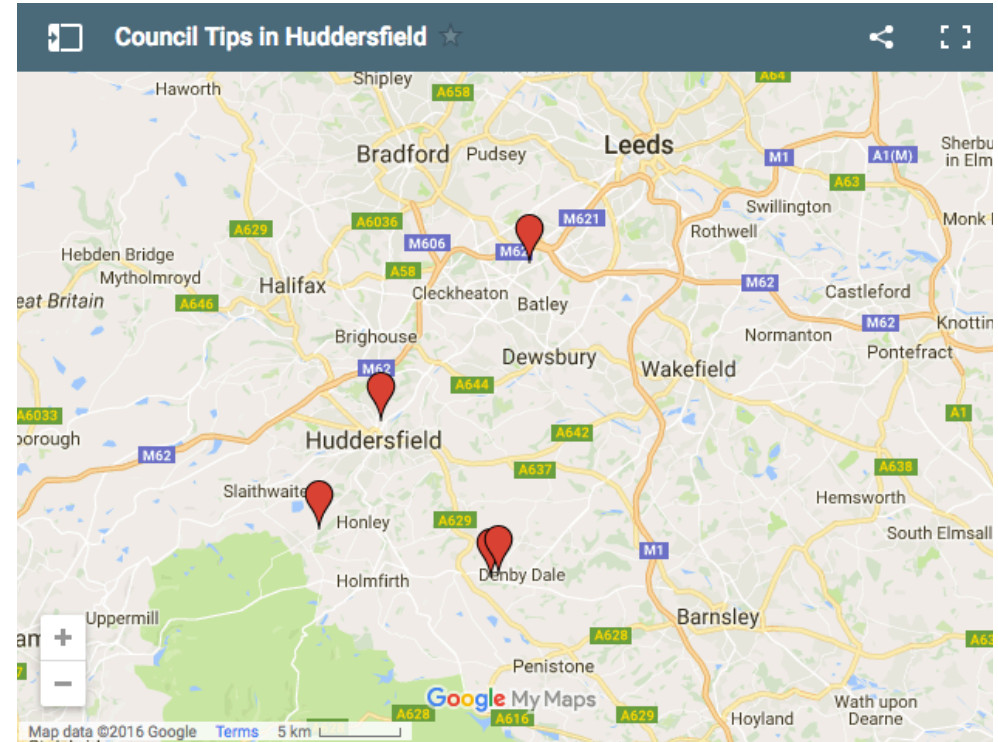 Council Tips in Huddersfield
Haworth
Shipley
A658
A64
Bradford
Pudsey
Leeds
M1
A1(M)
Sherbu
in Elm
A63
A629
A6036
M621
Swillington
Monk
Rothwell
M606
M62
Hebden Bridge
A58
Mytholmroyd
Halifax
Cleckheaton
Batley
M62
Castleford
eat Britain
A646
M62
Knottin
Brighouse
Normanton
Dewsbury
Pontefract
M62
Wakefield
A644
A6033
A1
borough
Huddersfield
A642
M62
A637
A638
Slaithwaite
Hemsworth
Honley
A629
South Elmsall
M1
Holmfirth
Denby Dale
Uppermill
Barnsley
am
A628
A63
+
Penistone
−
Google My Maps
A628
A616
A629
Hoyland
Wath upon
Dearne
Map data ©2016 Google Terms 5 km